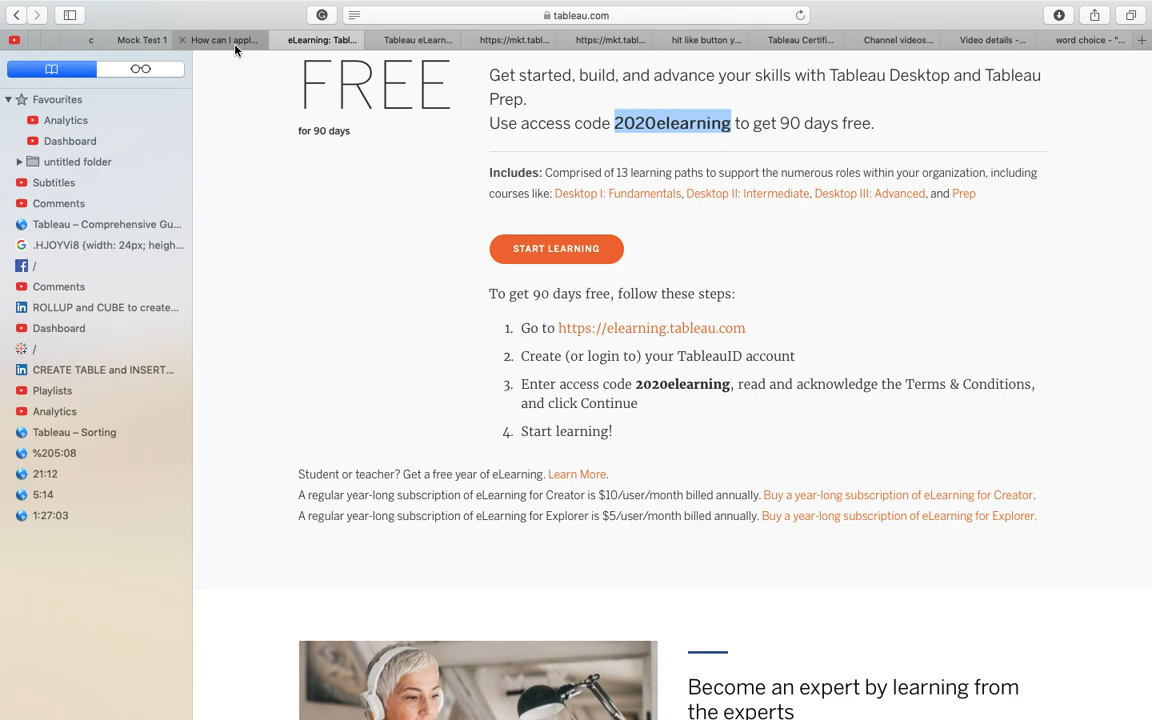 tableau.com
c
Mock Test 1
How can I appl...
eLearning: Tabl...
Tableau eLearn...
https://mkt.tabl...
https://mkt.tabl...
hit like button y...
Tableau Certifi...
Channel videos...
Video details -...
word choice - "...
Favourites
Analytics
Dashboard
untitled folder
Subtitles
Comments
Tableau – Comprehensive Gu...
.HJOYVi8 {width: 24px; heigh...
/
Comments
ROLLUP and CUBE to create...
Dashboard
/
CREATE TABLE and INSERT...
Playlists
Analytics
Tableau – Sorting
%205:08
21:12
5:14
1:27:03
FREE
for 90 days
Get started, build, and advance your skills with Tableau Desktop and Tableau
Prep.
Use access code 2020elearning to get 90 days free.
Includes: Comprised of 13 learning paths to support the numerous roles within your organization, including
courses like: Desktop I: Fundamentals, Desktop II: Intermediate, Desktop III: Advanced, and Prep
START LEARNING
To get 90 days free, follow these steps:
1. Go to https://elearning.tableau.com
2. Create (or login to) your TableauID account
3. Enter access code 2020elearning, read and acknowledge the Terms & Conditions,
and click Continue
4. Start learning!
Student or teacher? Get a free year of eLearning. Learn More.
A regular year-long subscription of eLearning for Creator is $10/user/month billed annually. Buy a year-long subscription of eLearning for Creator.
A regular year-long subscription of eLearning for Explorer is $5/user/month billed annually. Buy a year-long subscription of eLearning for Explorer.
Become an expert by learning from
the experts